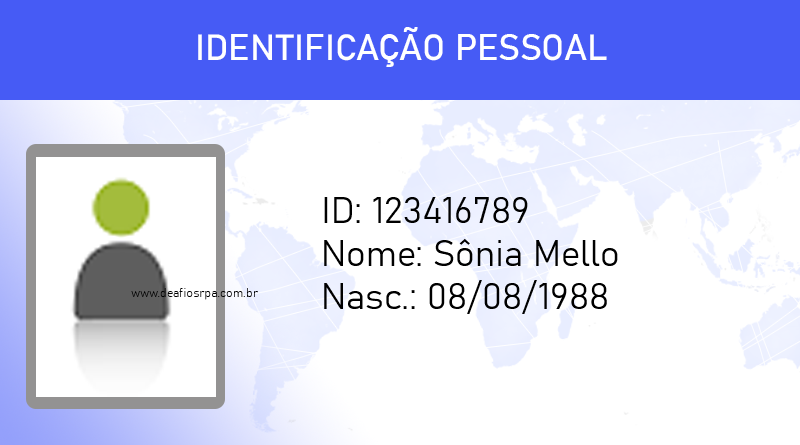 IDENTIFICAÇÃO PESSOAL
ID: 123416789
Nome: Sônia Mello
Nasc.: 08/08/1988
www.deafiosrpa.com.br